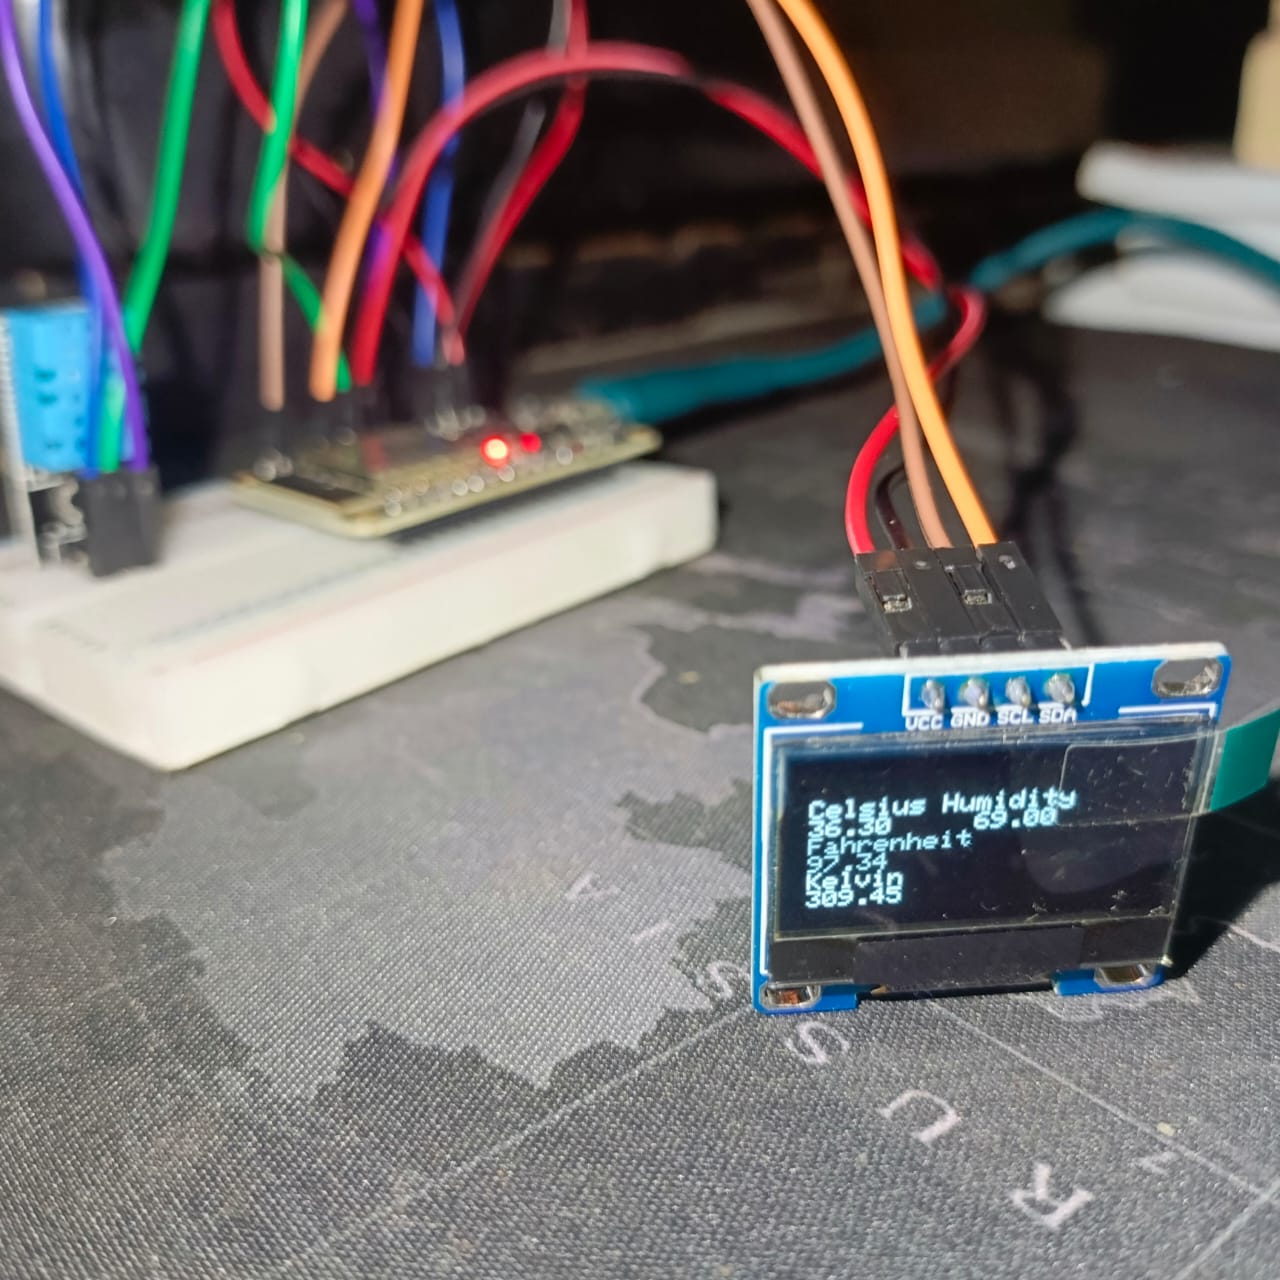 VCC GND SCL SDA
Celsius Humidity
36.30 69.00
Fahrenheit
97.34
Kelvin
309.45
R U S S I A